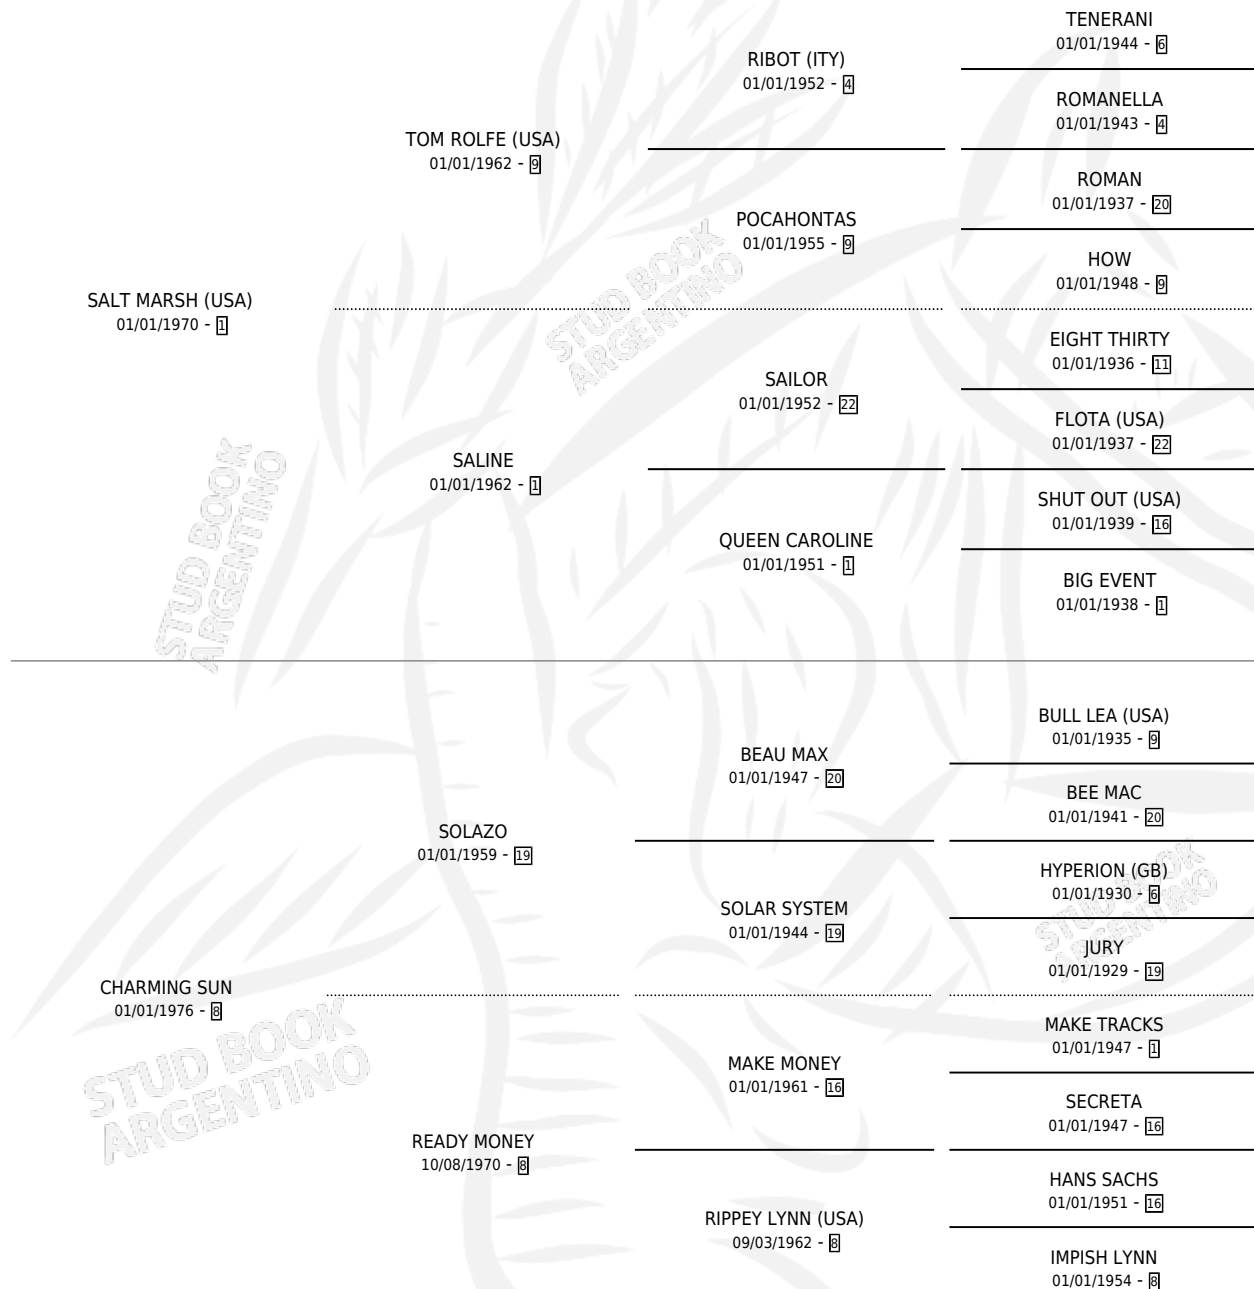 TENERANI
01/01/1944 - 6
RIBOT (ITY)
01/01/1952 - 4
ROMANELLA
01/01/1943 - 4
TOM ROLFE (USA)
01/01/1962 - 9
ROMAN
01/01/1937 - 20
POCAHONTAS
01/01/1955 - 9
HOW
01/01/1948 - 9
SALT MARSH (USA)
01/01/1970 - 1
EIGHT THIRTY
01/01/1936 - 11
SAILOR
01/01/1952 - 22
FLOTA (USA)
01/01/1937 - 22
SALINE
01/01/1962 - 1
SHUT OUT (USA)
01/01/1939 - 16
QUEEN CAROLINE
01/01/1951 - 1
BIG EVENT
01/01/1938 - 1
BULL LEA (USA)
01/01/1935 - 9
BEAU MAX
01/01/1947 - 20
BEE MAC
01/01/1941 - 20
SOLAZO
01/01/1959 - 19
HYPERION (GB)
01/01/1930 - 6
SOLAR SYSTEM
01/01/1944 - 19
JURY
01/01/1929 - 19
CHARMING SUN
01/01/1976 - 8
MAKE TRACKS
01/01/1947 - 1
MAKE MONEY
01/01/1961 - 16
SECRETA
01/01/1947 - 16
READY MONEY
10/08/1970 - 8
HANS SACHS
01/01/1951 - 16
RIPPEY LYNN (USA)
09/03/1962 - 8
IMPISH LYNN
01/01/1954 - 8
STUD BOOK
ARGENTINO
STUD BOOK
ARGENTINO
STUD BOOK
ARGENTINO
STUD BOOK
ARGENTINO